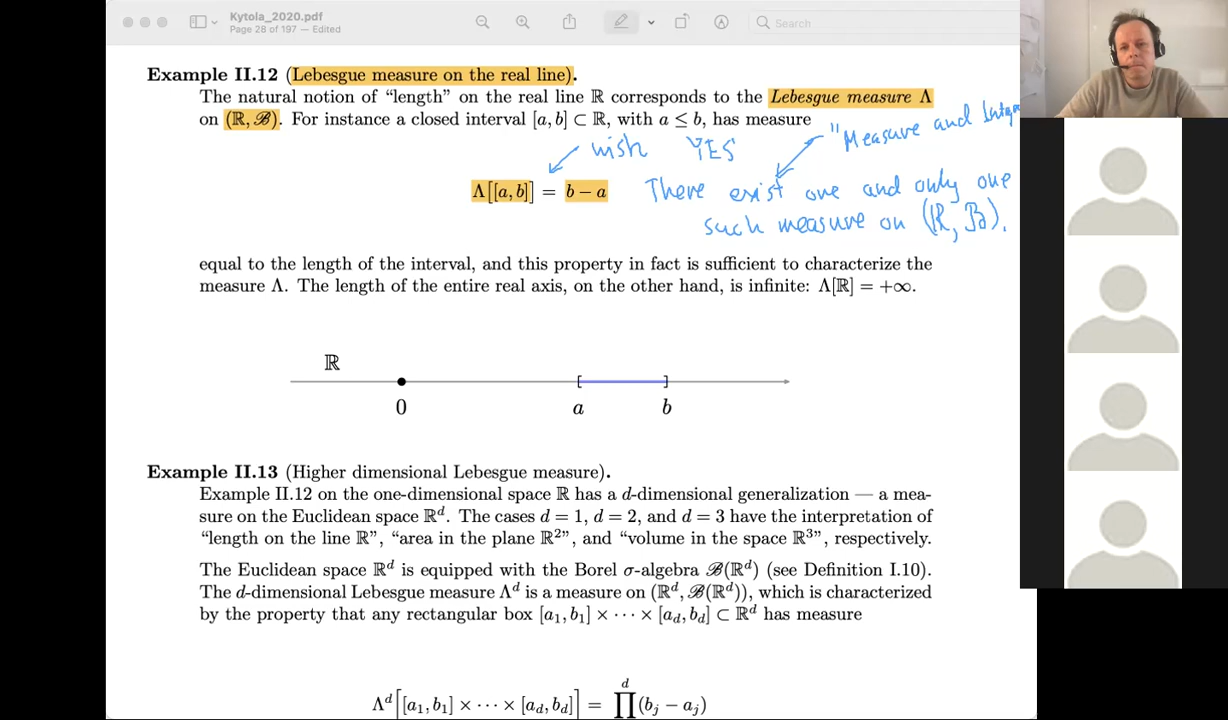 Kytola_2020.pdf
Page 28 of 197 — Edited
Search
Example II.12 (Lebesgue measure on the real line).
The natural notion of “length” on the real line ℝ corresponds to the Lebesgue measure Λ
on (ℝ, ℬ). For instance a closed interval [a, b] ⊂ ℝ, with a ≤ b, has measure
"Measure and
wish YES
Λ[[a, b]] = b − a
There exist one and only one
such measure on (ℝ, ℬ).
equal to the length of the interval, and this property in fact is sufficient to characterize the
measure Λ. The length of the entire real axis, on the other hand, is infinite: Λ[ℝ] = +∞.
ℝ
0 a b
Example II.13 (Higher dimensional Lebesgue measure).
Example II.12 on the one-dimensional space ℝ has a d-dimensional generalization — a mea-
sure on the Euclidean space ℝᵈ. The cases d = 1, d = 2, and d = 3 have the interpretation of
“length on the line ℝ”, “area in the plane ℝ²”, and “volume in the space ℝ³”, respectively.
The Euclidean space ℝᵈ is equipped with the Borel σ-algebra ℬ(ℝᵈ) (see Definition I.10).
The d-dimensional Lebesgue measure Λᵈ is a measure on (ℝᵈ, ℬ(ℝᵈ)), which is characterized
by the property that any rectangular box [a₁, b₁] × ⋯ × [a_d, b_d] ⊂ ℝᵈ has measure
Λᵈ[[a₁, b₁] × ⋯ × [a_d, b_d]] = ∏ᵈ(b_j − a_j)